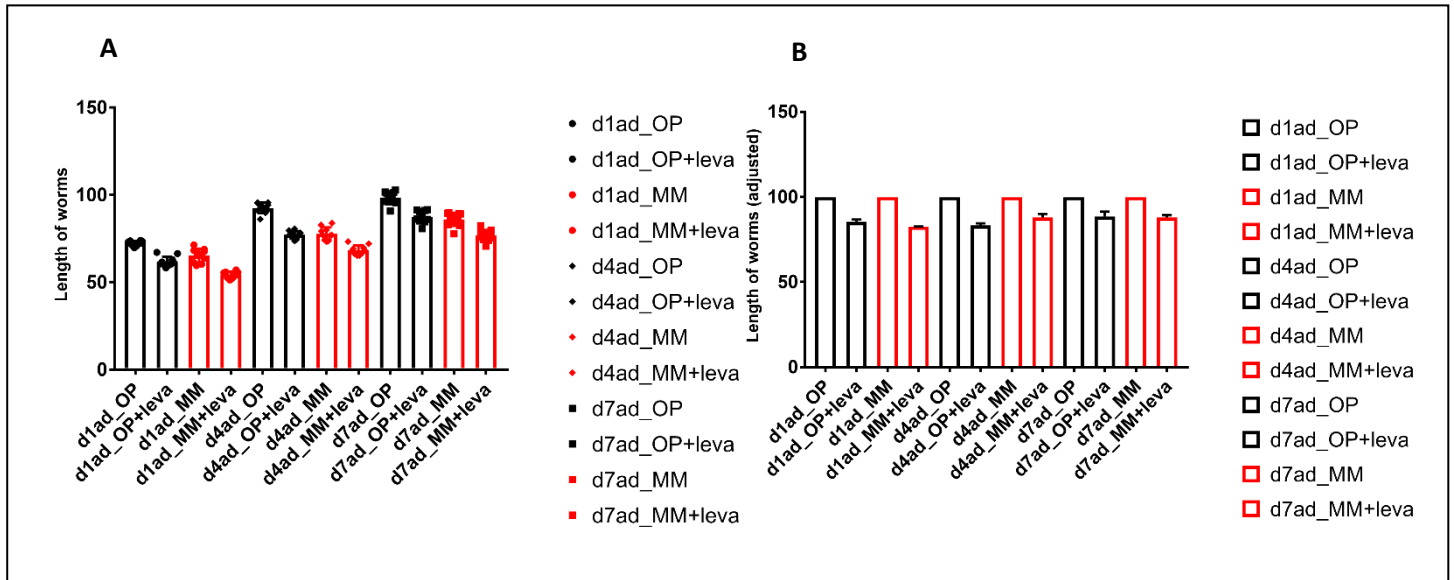 A
Length of worms
150
100
50
0
d1ad_OP
d1ad_OP+leva
d1ad_MM
d1ad_MM+leva
d4ad_OP
d4ad_OP+leva
d4ad_MM
d4ad_MM+leva
d7ad_OP
d7ad_OP+leva
d7ad_MM
d7ad_MM+leva
d1ad_OP
d1ad_OP+leva
d1ad_MM
d1ad_MM+leva
d4ad_OP
d4ad_OP+leva
d4ad_MM
d4ad_MM+leva
d7ad_OP
d7ad_OP+leva
d7ad_MM
d7ad_MM+leva
B
Length of worms (adjusted)
150
100
50
0
d1ad_OP
d1ad_OP+leva
d1ad_MM
d1ad_MM+leva
d4ad_OP
d4ad_OP+leva
d4ad_MM
d4ad_MM+leva
d7ad_OP
d7ad_OP+leva
d7ad_MM
d7ad_MM+leva
d1ad_OP
d1ad_OP+leva
d1ad_MM
d1ad_MM+leva
d4ad_OP
d4ad_OP+leva
d4ad_MM
d4ad_MM+leva
d7ad_OP
d7ad_OP+leva
d7ad_MM
d7ad_MM+leva